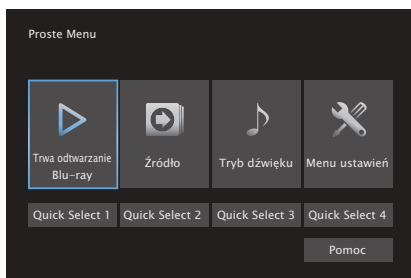 Proste Menu
Trwa odtwarzanie
Blu-ray
Źródło
Tryb dźwięku
Menu ustawień
Quick Select 1
Quick Select 2
Quick Select 3
Quick Select 4
Pomoc